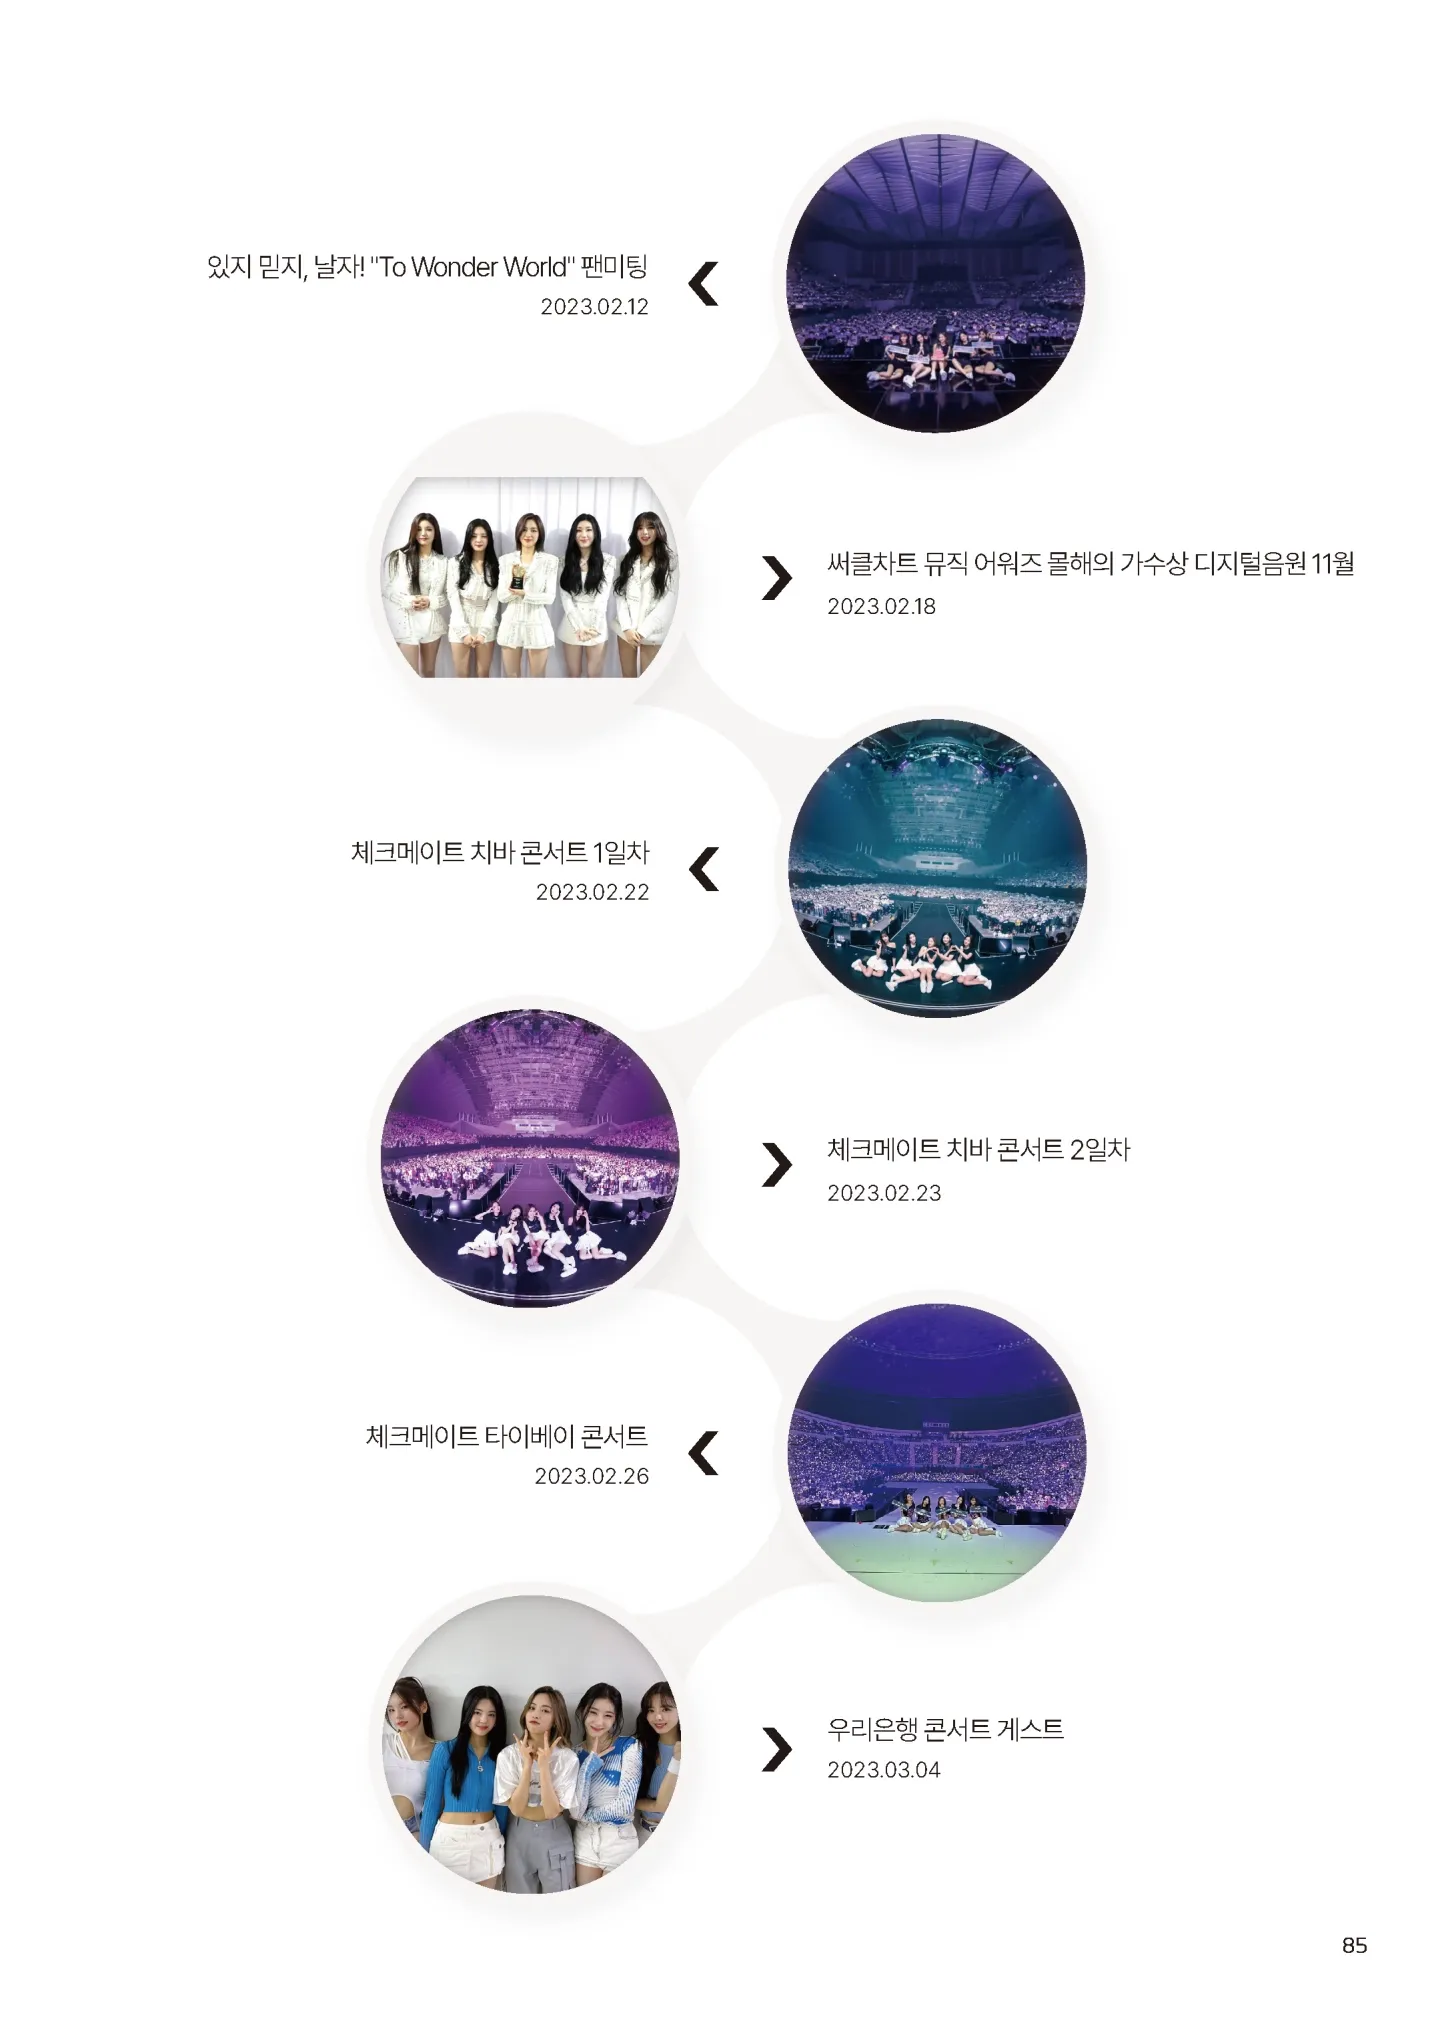 있지 믿지, 날자! "To Wonder World" 팬미팅
2023.02.12
써클차트 뮤직 어워즈 몰해의 가수상 디지털음원 11월
2023.02.18
체크메이트 치바 콘서트 1일차
2023.02.22
체크메이트 치바 콘서트 2일차
2023.02.23
체크메이트 타이베이 콘서트
2023.02.26
우리은행 콘서트 게스트
2023.03.04
85